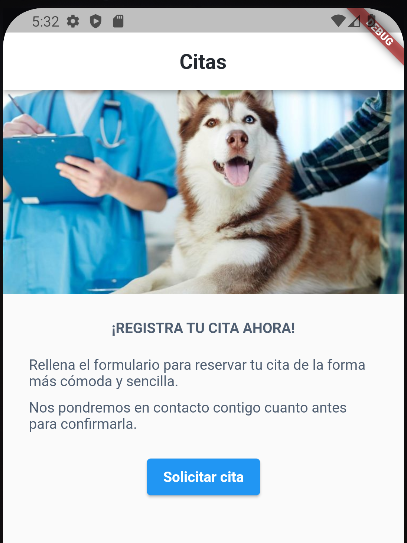 5:32
Citas
¡REGISTRA TU CITA AHORA!
Rellena el formulario para reservar tu cita de la forma
más cómoda y sencilla.
Nos pondremos en contacto contigo cuanto antes
para confirmarla.
Solicitar cita